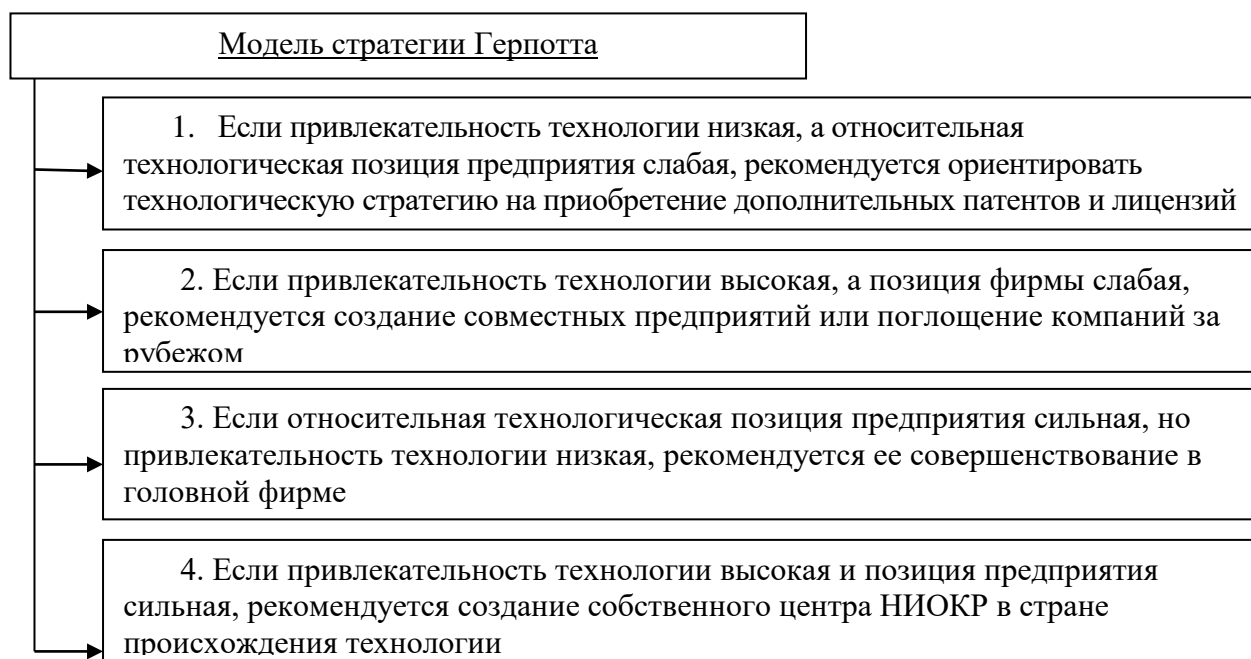 Модель стратегии Герпотта
1. Если привлекательность технологии низкая, а относительная
технологическая позиция предприятия слабая, рекомендуется ориентировать
технологическую стратегию на приобретение дополнительных патентов и лицензий
2. Если привлекательность технологии высокая, а позиция фирмы слабая,
рекомендуется создание совместных предприятий или поглощение компаний за
рубежом
3. Если относительная технологическая позиция предприятия сильная, но
привлекательность технологии низкая, рекомендуется ее совершенствование в
головной фирме
4. Если привлекательность технологии высокая и позиция предприятия
сильная, рекомендуется создание собственного центра НИОКР в стране
происхождения технологии